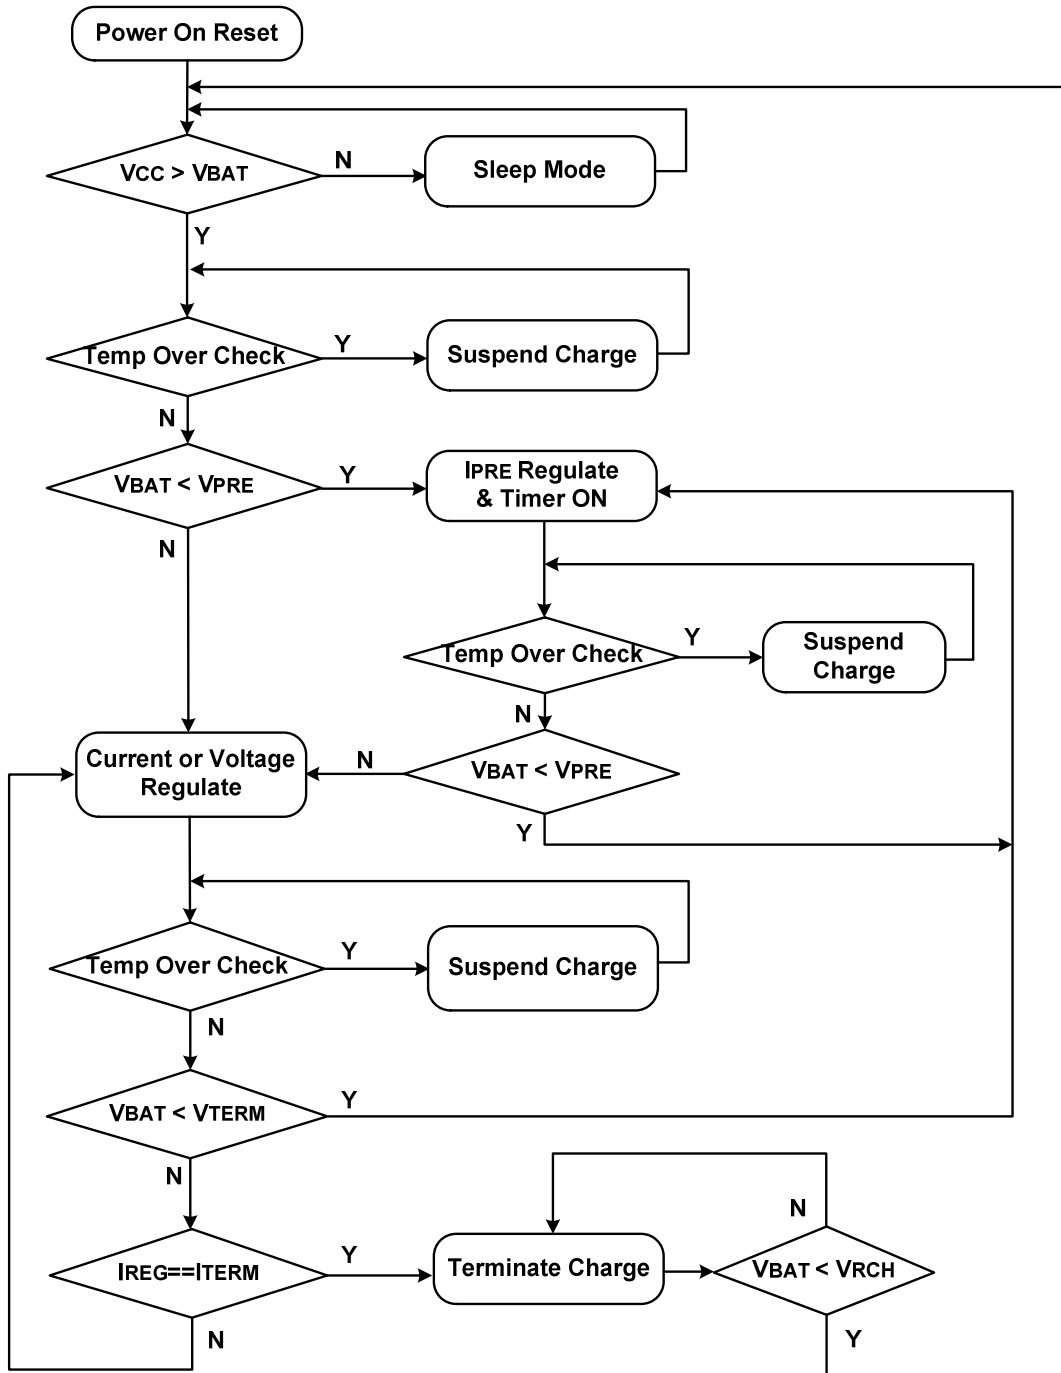 Power On Reset
VCC > VBAT
N
Sleep Mode
Y
Temp Over Check
Y
Suspend Charge
N
VBAT < VPRE
Y
IPRE Regulate
& Timer ON
N
Temp Over Check
Y
Suspend
Charge
N
Current or Voltage
Regulate
N
VBAT < VPRE
Y
Temp Over Check
Y
Suspend Charge
N
VBAT < VTERM
Y
N
IREG==ITERM
Y
Terminate Charge
N
VBAT < VRCH
N
Y